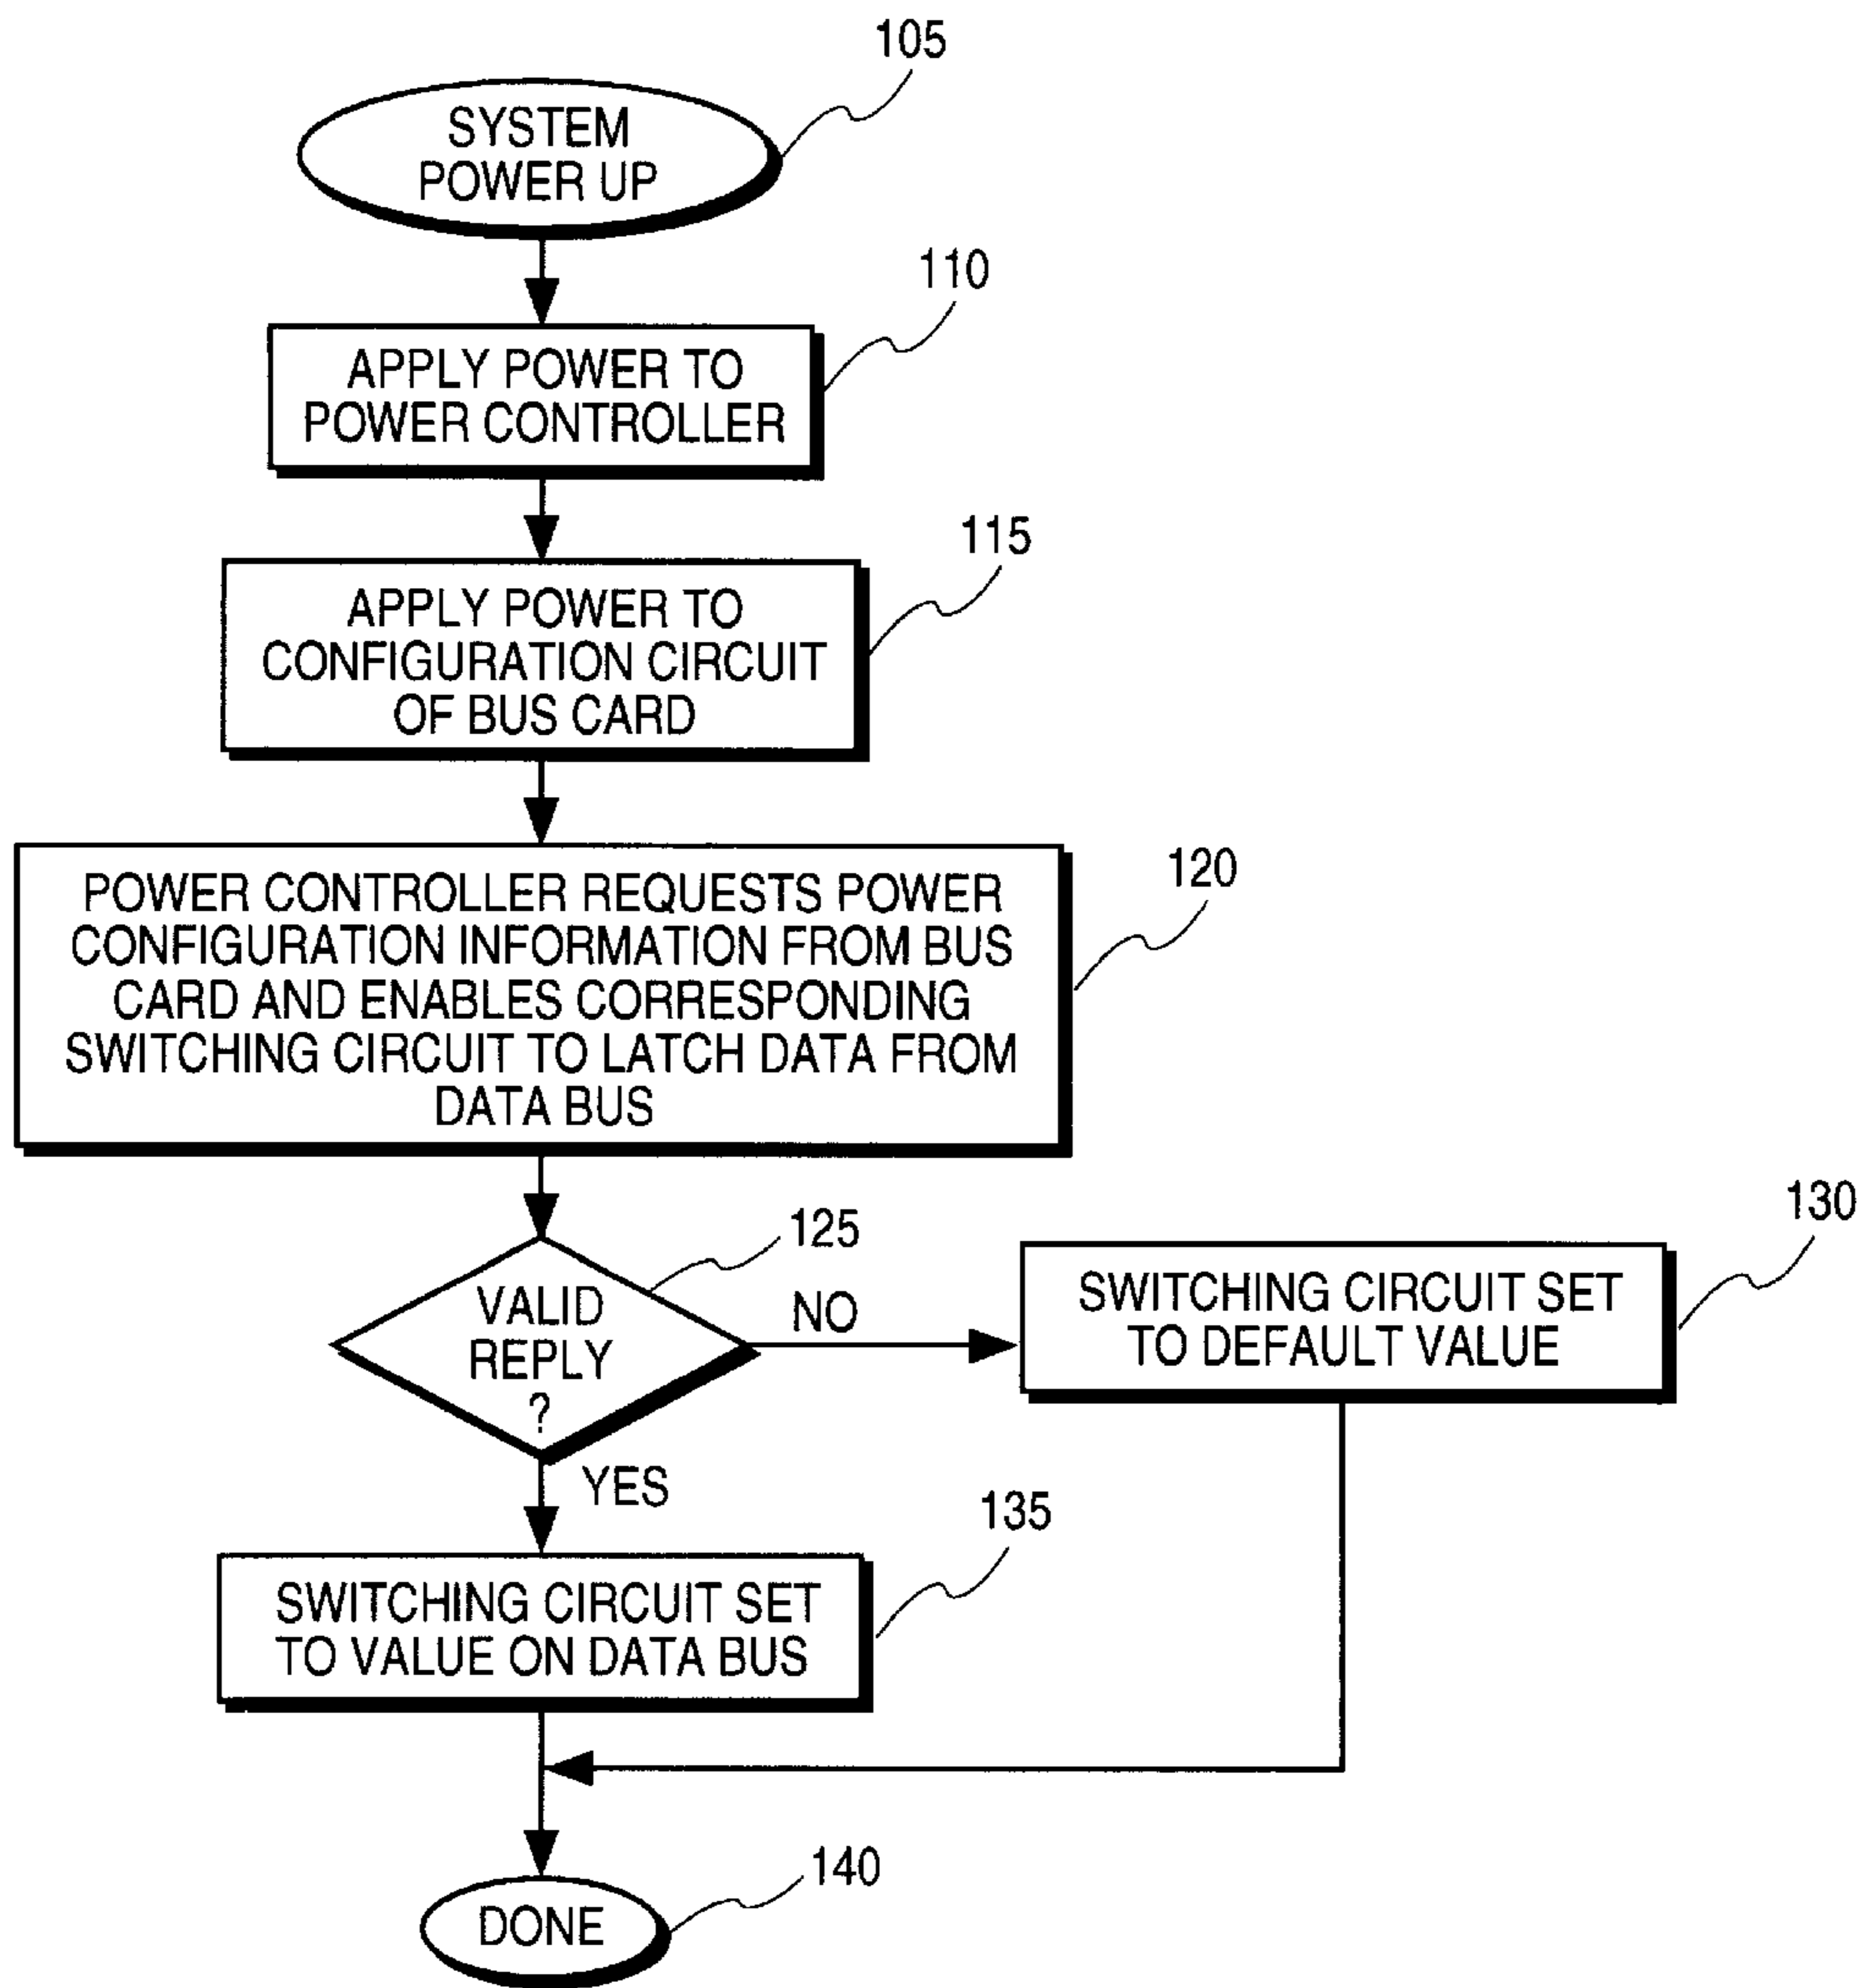 105
SYSTEM
POWER UP
110
APPLY POWER TO
POWER CONTROLLER
115
APPLY POWER TO
CONFIGURATION CIRCUIT
OF BUS CARD
120
POWER CONTROLLER REQUESTS POWER
CONFIGURATION INFORMATION FROM BUS
CARD AND ENABLES CORRESPONDING
SWITCHING CIRCUIT TO LATCH DATA FROM
DATA BUS
125
VALID
REPLY
?
NO
130
SWITCHING CIRCUIT SET
TO DEFAULT VALUE
YES
135
SWITCHING CIRCUIT SET
TO VALUE ON DATA BUS
140
DONE